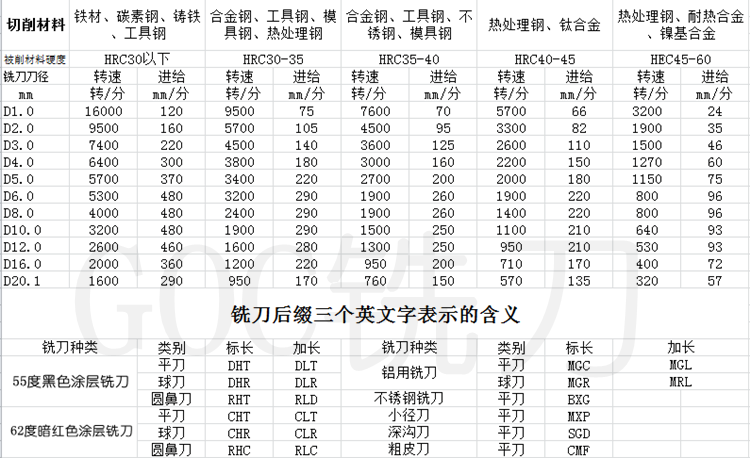 切削材料 铁材、碳素钢、铸铁、工具钢 合金钢、工具钢、模具钢、热处理钢 合金钢、工具钢、不锈钢、模具钢 热处理钢、钛合金 热处理钢、耐热合金、镍基合金
被削材料硬度 HRC30以下 HRC30-35 HRC35-40 HRC40-45 HEC45-60
铣刀刀径 转速 进给 转速 进给 转速 进给 转速 进给 转速 进给
mm 转/分 mm/分 转/分 mm/分 转/分 mm/分 转/分 mm/分 转/分 mm/分
D1.0 16000 120 9500 75 7600 70 5700 66 3200 24
D2.0 9500 160 5700 105 4500 95 3300 82 1900 35
D3.0 7400 220 4500 140 3600 125 2600 110 1500 46
D4.0 6400 300 3800 180 3000 160 2200 150 1270 60
D5.0 5700 370 3400 220 2700 200 2000 180 1150 75
D6.0 5300 480 3200 290 1900 260 1900 220 800 96
D8.0 4000 480 2400 290 1900 260 1400 220 800 96
D10.0 3200 480 1900 290 1500 250 1100 210 640 93
D12.0 2600 460 1600 280 1300 250 950 210 530 93
D16.0 2000 360 1200 220 950 200 710 170 400 72
D20.1 1600 290 950 170 760 150 570 135 320 57
GOC铣刀
铣刀后缀三个英文字表示的含义
铣刀种类 类别 标长 加长 铣刀种类 类别 标长 加长
55度黑色涂层铣刀 平刀 DHT DLT 铝用铣刀 平刀 MGC MGL
球刀 DHR DLR 球刀 MGR MRL
圆鼻刀 RHT RLD 不锈钢铣刀 平刀 BXG
62度暗红色涂层铣刀 平刀 CHT CLT 小径刀 平刀 MXP
球刀 CHR CLR 深沟刀 平刀 SGD
圆鼻刀 RHC RLC 粗皮刀 平刀 CMF